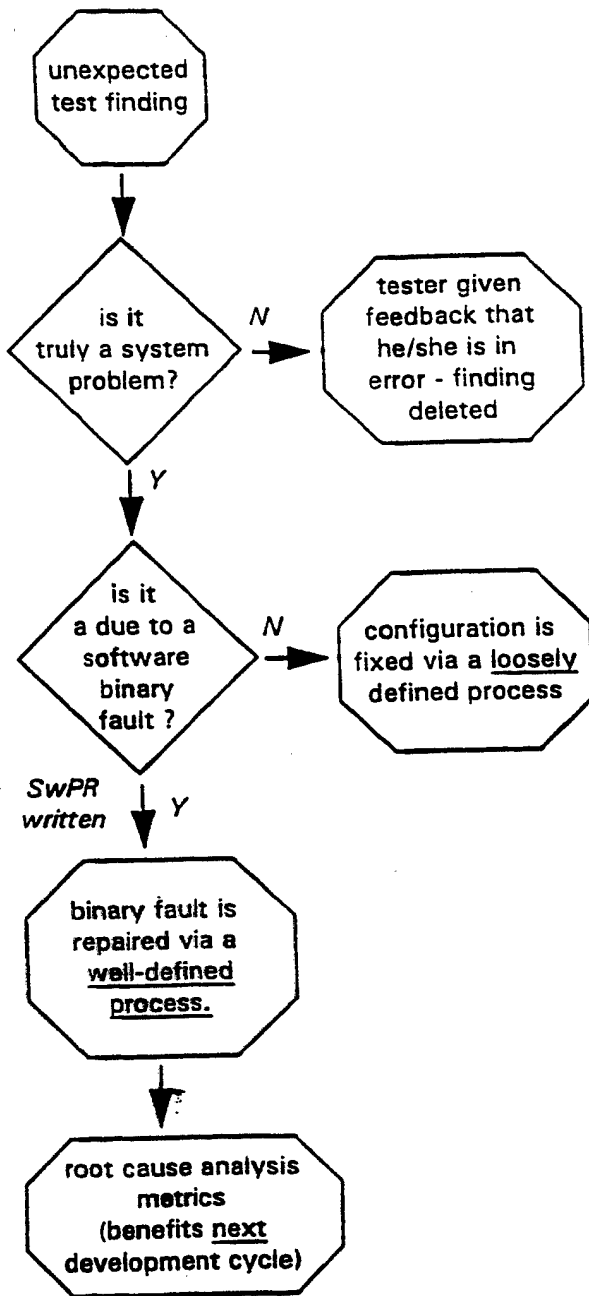 unexpected
test finding
is it
truly a system
problem?
N
tester given
feedback that
he/she is in
error - finding
deleted
Y
is it
a due to a
software
binary
fault ?
N
configuration is
fixed via a loosely
defined process
SwPR
written
Y
binary fault is
repaired via a
well-defined
process.
root cause analysis
metrics
(benefits next
development cycle)